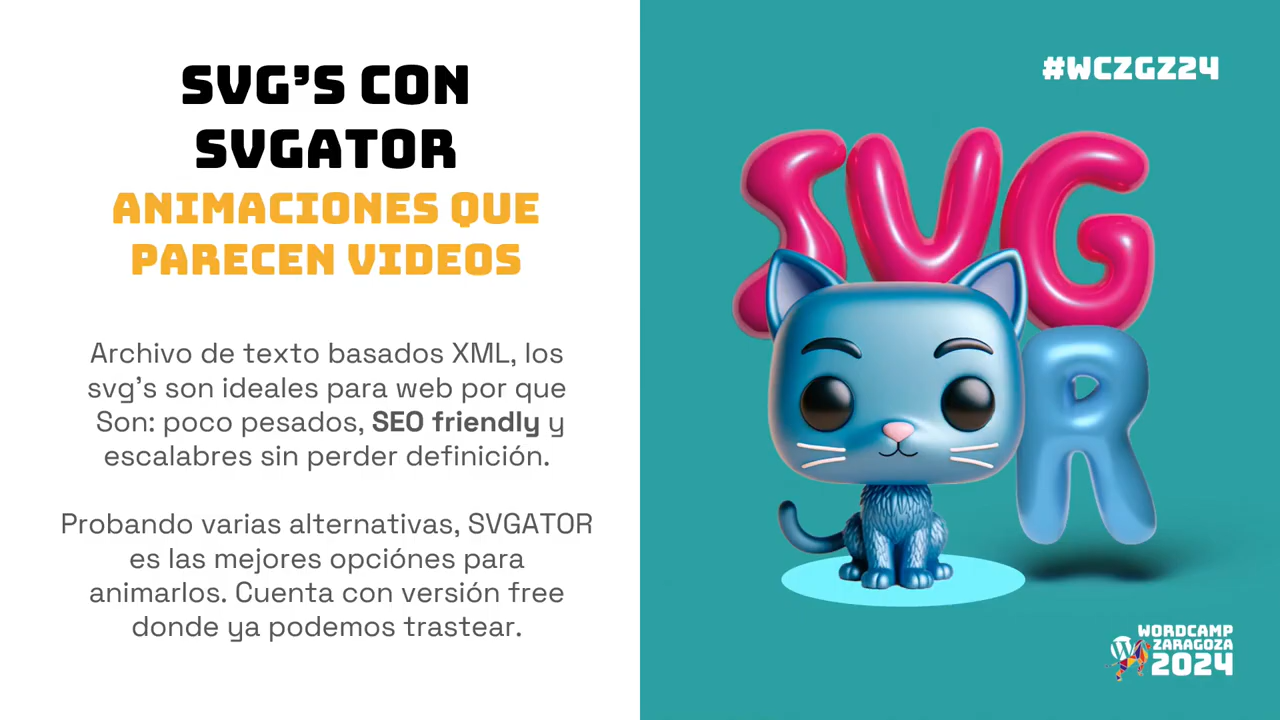 SVG’S CON
SVGATOR
ANIMACIONES QUE
PARECEN VIDEOS
Archivo de texto basados XML, los
svg’s son ideales para web por que
Son: poco pesados, SEO friendly y
escalabres sin perder definición.
Probando varias alternativas, SVGATOR
es las mejores opciónes para
animarlos. Cuenta con versión free
donde ya podemos trastear.
#WCZGZ24
SVG
R
WORDCAMP
ZARAGOZA
2024